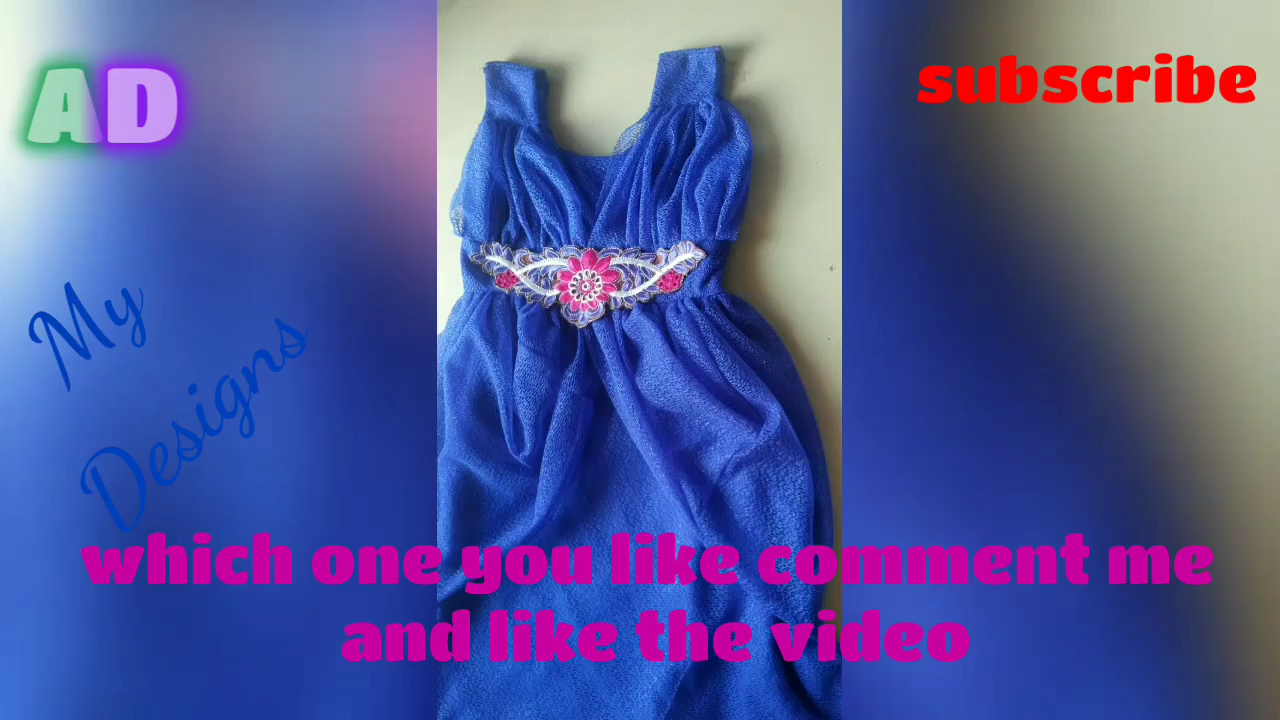 AD
subscribe
My
Designs
which one you like comment me
and like the video